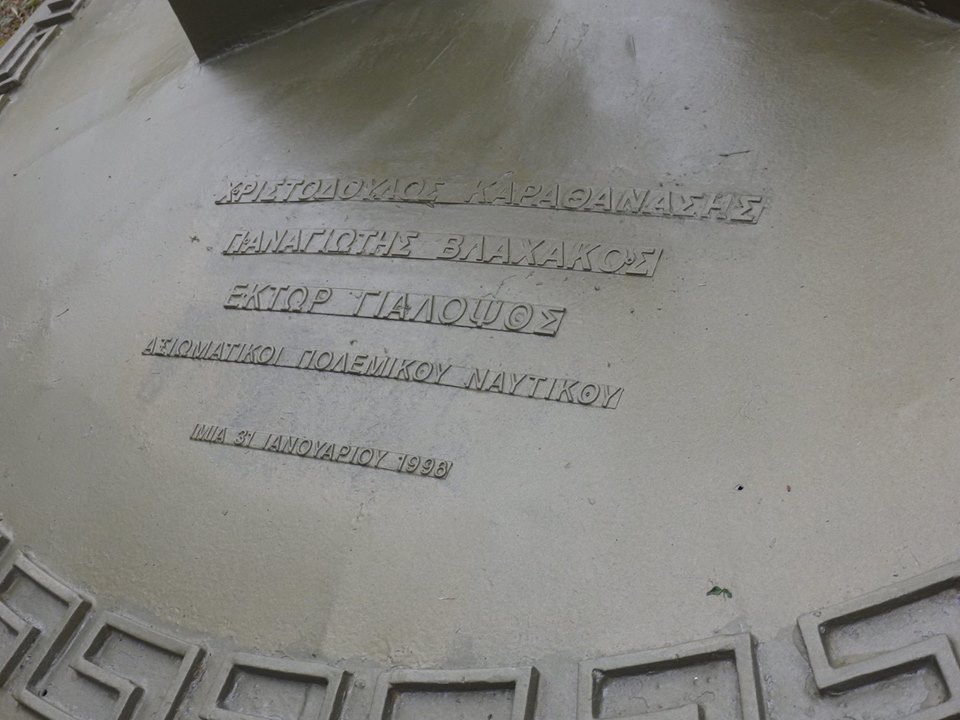 ΧΡΙΣΤΟΔΟΥΛΟΣ ΚΑΡΑΘΑΝΑΣΗΣ
ΠΑΝΑΓΙΩΤΗΣ ΒΛΑΧΑΚΟΣ
ΕΚΤΩΡ ΓΙΑΛΟΨΟΣ
ΑΞΙΩΜΑΤΙΚΟΙ ΠΟΛΕΜΙΚΟΥ ΝΑΥΤΙΚΟΥ
ΙΜΙΑ 31 ΙΑΝΟΥΑΡΙΟΥ 1996